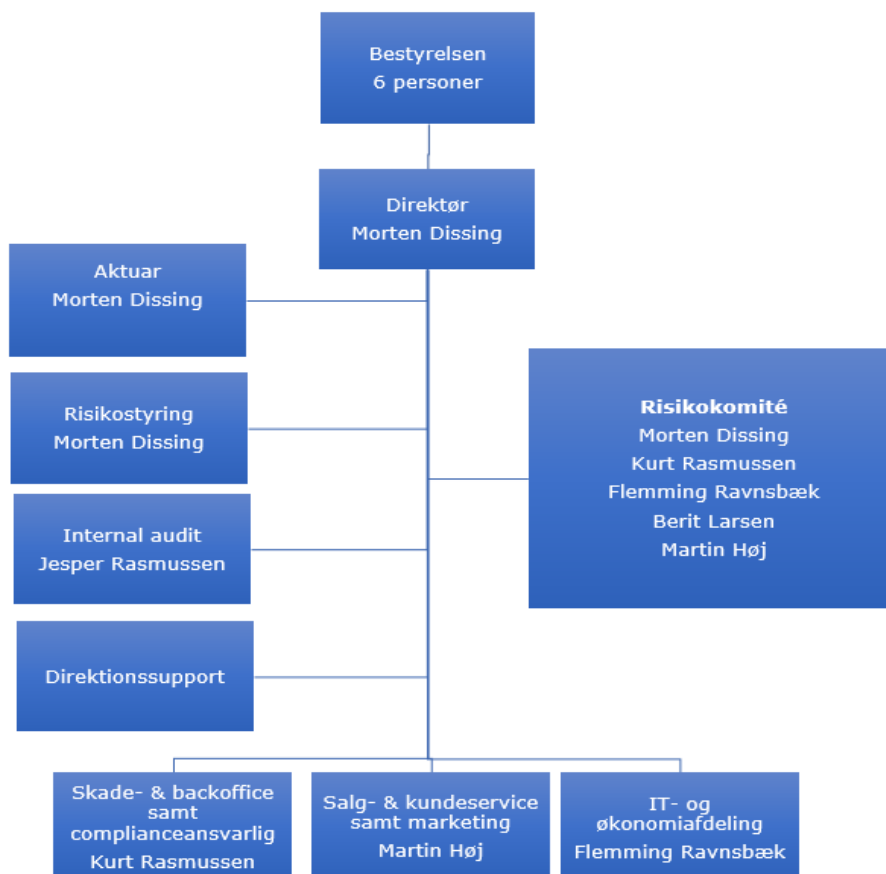 Bestyrelsen
6 personer
Direktør
Morten Dissing
Aktuar
Morten Dissing
Risikostyring
Morten Dissing
Internal audit
Jesper Rasmussen
Direktionssupport
Risikokomité
Morten Dissing
Kurt Rasmussen
Flemming Ravnsbæk
Berit Larsen
Martin Høj
Skade- & backoffice
samt
complianceansvarlig
Kurt Rasmussen
Salg- & kundeservice
samt marketing
Martin Høj
IT- og
økonomiafdeling
Flemming Ravnsbæk